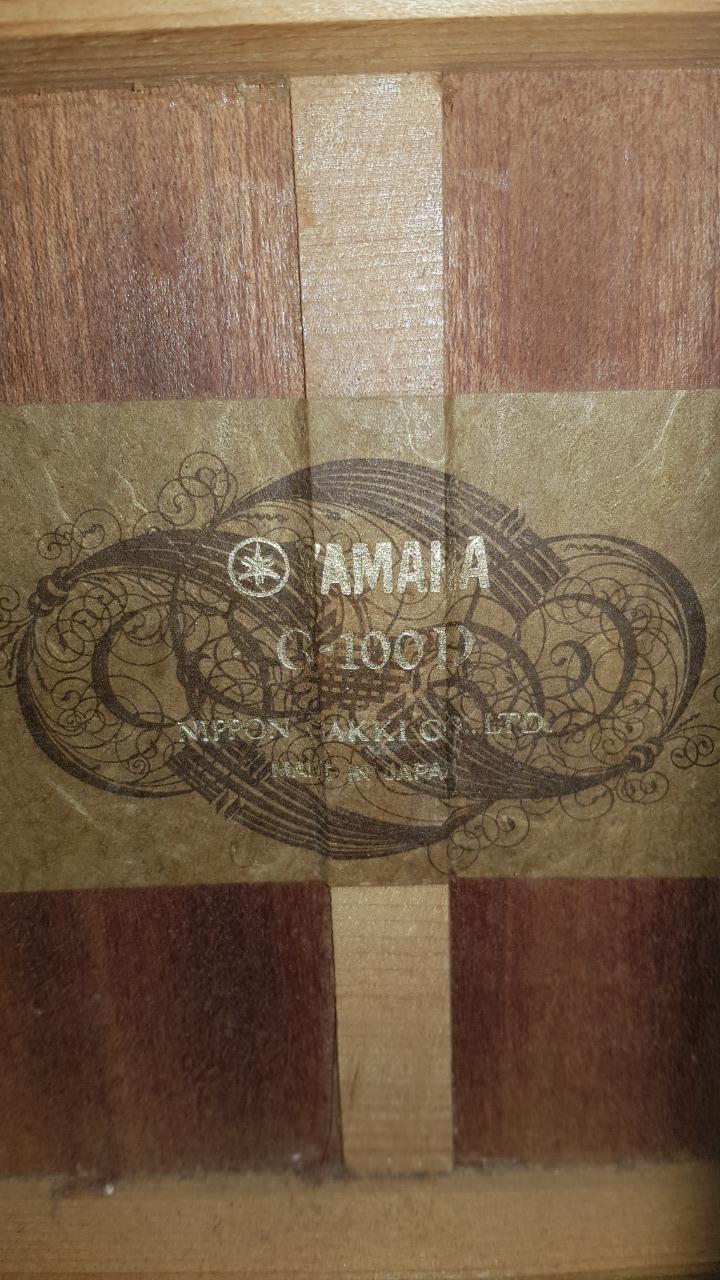 YAMAHA
G-100D
NIPPON GAKKI CO., LTD.
MADE IN JAPAN